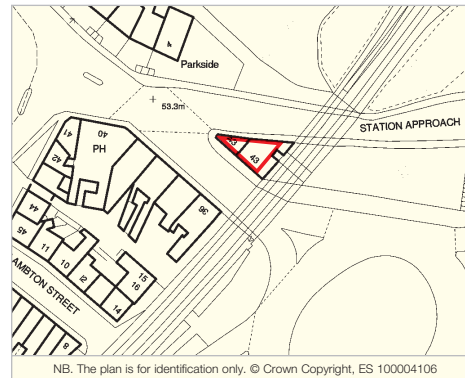 4
Parkside
53.3m
STATION APPROACH
41
40
PH
42
43
36
44
45
11
10
12
15
16
14
AMBTON STREET
8
NB. The plan is for identification only. © Crown Copyright, ES 100004106